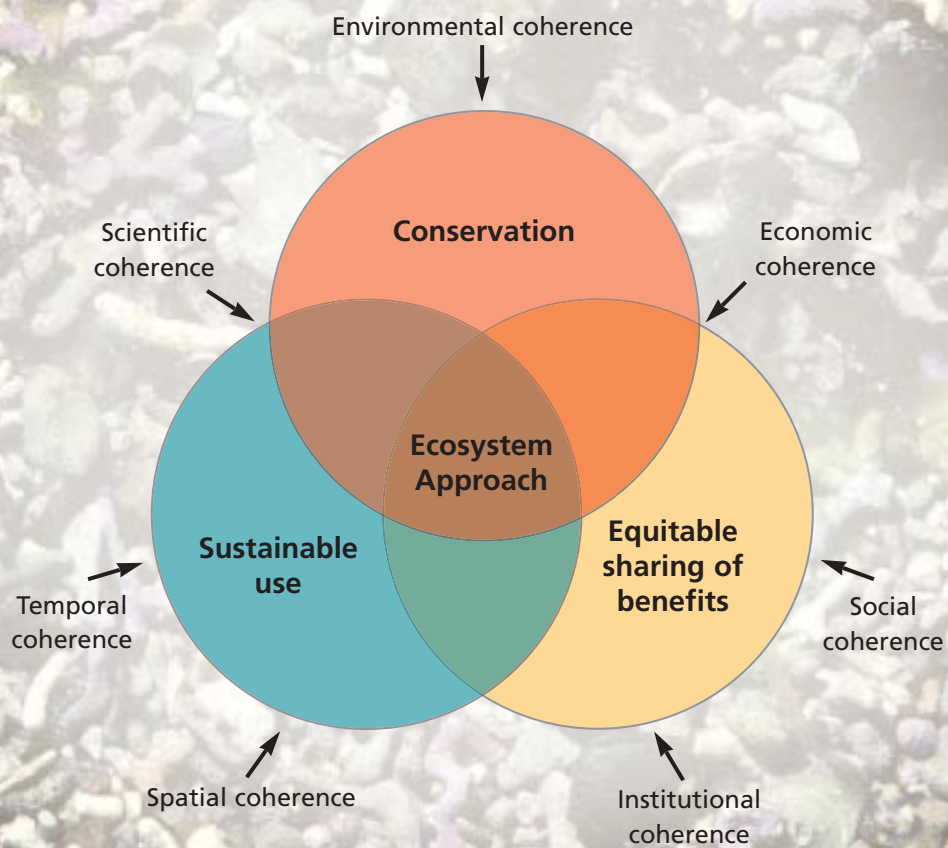 Environmental coherence
Scientific
coherence
Economic
coherence
Conservation
Ecosystem
Approach
Sustainable
use
Equitable
sharing of
benefits
Temporal
coherence
Social
coherence
Spatial coherence
Institutional
coherence